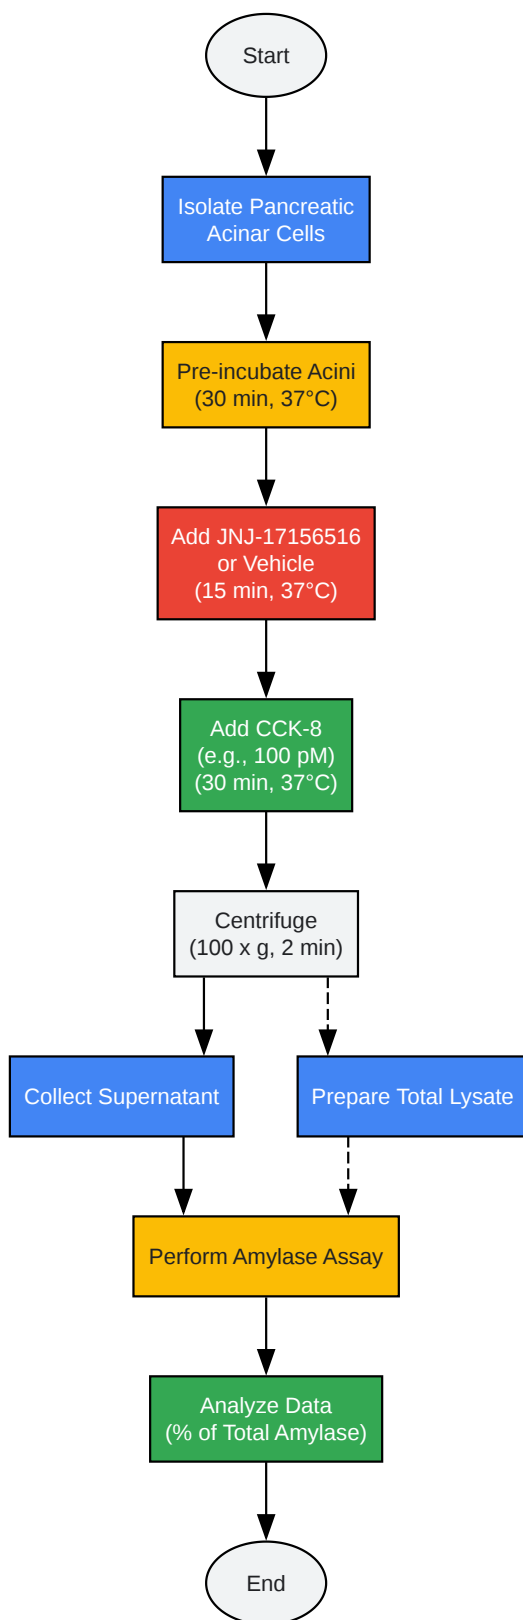 Start
Isolate Pancreatic
Acinar Cells
Pre-incubate Acini
(30 min, 37°C)
Add JNJ-17156516
or Vehicle
(15 min, 37°C)
Add CCK-8
(e.g., 100 pM)
(30 min, 37°C)
Centrifuge
(100 x g, 2 min)
Collect Supernatant
Prepare Total Lysate
Perform Amylase Assay
Analyze Data
(% of Total Amylase)
End